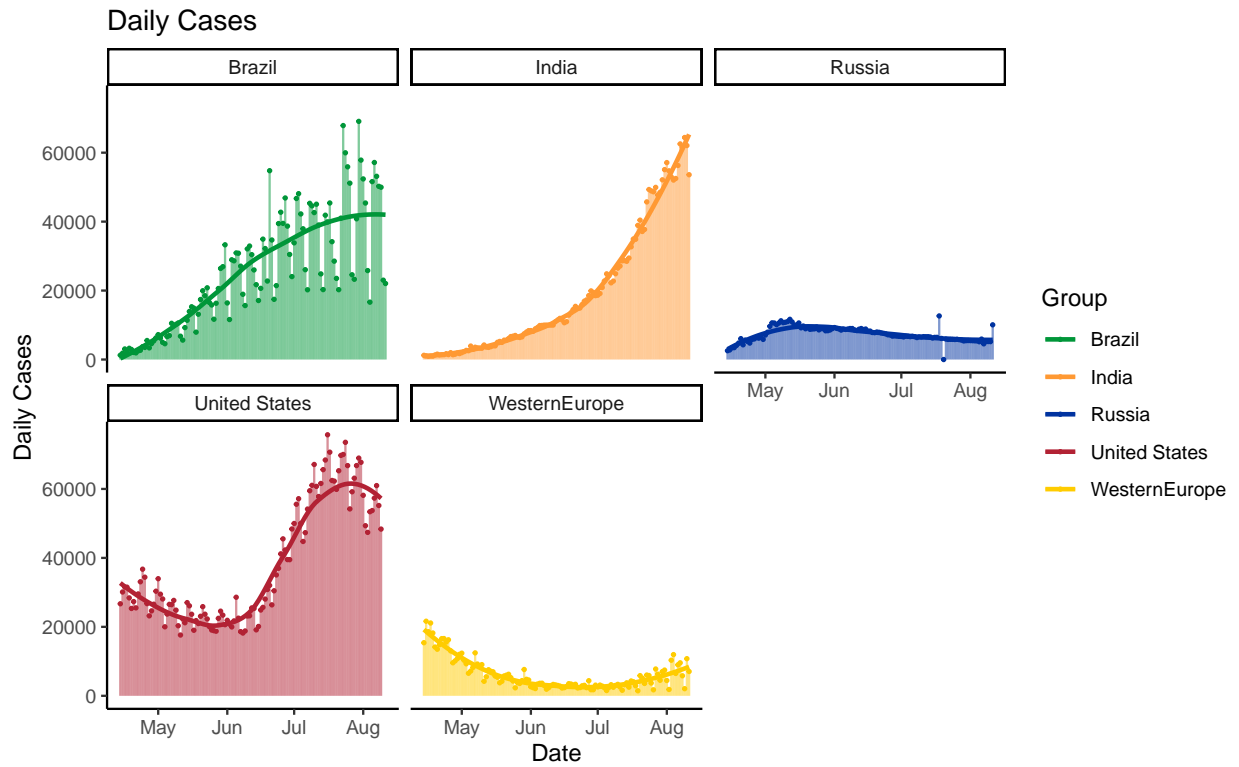 Daily Cases
Brazil
India
Russia
60000
40000
20000
0
May Jun Jul Aug
United States
WesternEurope
60000
40000
20000
0
May Jun Jul Aug
May Jun Jul Aug
Date
Daily Cases
Group
Brazil
India
Russia
United States
WesternEurope